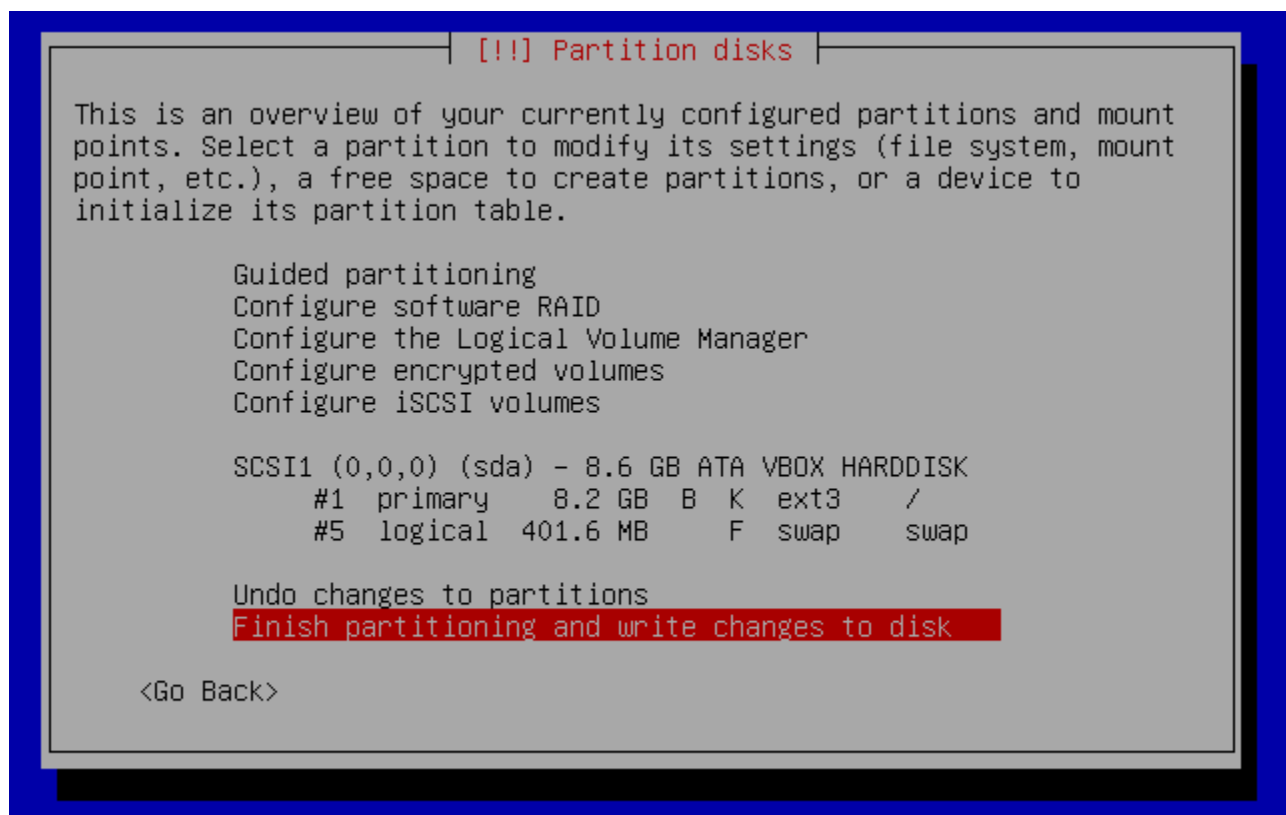 [!!] Partition disks
This is an overview of your currently configured partitions and mount
points. Select a partition to modify its settings (file system, mount
point, etc.), a free space to create partitions, or a device to
initialize its partition table.
Guided partitioning
Configure software RAID
Configure the Logical Volume Manager
Configure encrypted volumes
Configure iSCSI volumes
SCSI1 (0,0,0) (sda) - 8.6 GB ATA VBOX HARDDISK
#1 primary 8.2 GB B K ext3 /
#5 logical 401.6 MB F swap swap
Undo changes to partitions
Finish partitioning and write changes to disk
<Go Back>